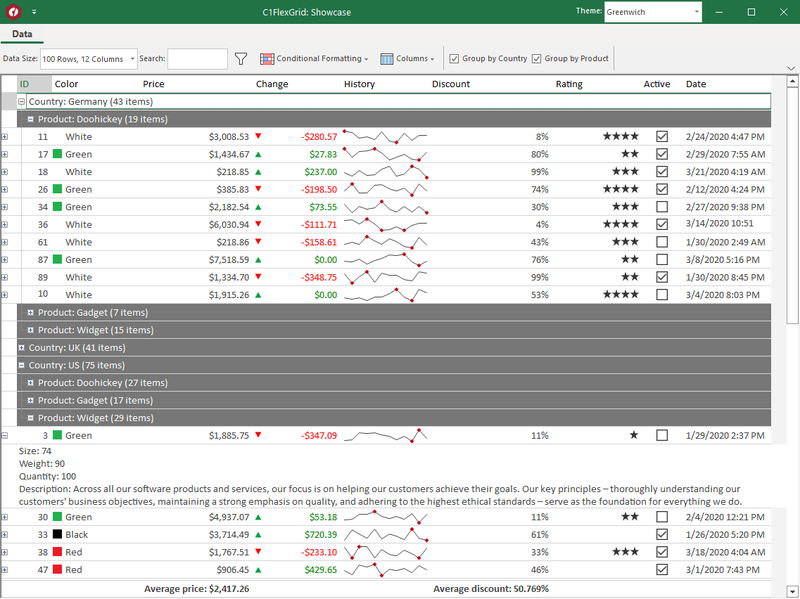 C1FlexGrid: Showcase
Theme: Greenwich
Data
Data Size: 100 Rows, 12 Columns Search: Conditional Formatting Columns Group by Country Group by Product
ID Color Price Change History Discount Rating Active Date
Country: Germany (43 items)
Product: Doohickey (19 items)
11 White $3,008.53 -$280.57 8% ★★★★ 2/24/2020 4:47 PM
17 Green $1,434.67 $27.83 80% ★★ 2/29/2020 7:55 AM
18 White $218.85 $237.00 99% ★★★ 3/21/2020 4:19 AM
26 Green $385.83 -$198.50 74% ★★★★ 2/12/2020 4:24 PM
34 Green $2,182.54 $73.55 30% ★★★ 2/27/2020 9:38 PM
36 White $6,030.94 -$111.71 4% ★★★★ 3/14/2020 10:51
61 White $218.86 -$158.61 43% ★★★ 1/30/2020 2:49 AM
87 Green $7,518.59 $0.00 76% ★★ 3/8/2020 5:16 PM
89 White $1,334.70 -$348.75 99% ★★ 1/30/2020 8:45 PM
10 White $1,915.26 $0.00 53% ★★★★ 3/4/2020 8:03 PM
Product: Gadget (7 items)
Product: Widget (15 items)
Country: UK (41 items)
Country: US (75 items)
Product: Doohickey (27 items)
Product: Gadget (17 items)
Product: Widget (29 items)
3 Green $1,885.75 -$347.09 11% ★ 1/29/2020 2:37 PM
Size: 74
Weight: 90
Quantity: 100
Description: Across all our software products and services, our focus is on helping our customers achieve their goals. Our key principles – thoroughly understanding our
customers' business objectives, maintaining a strong emphasis on quality, and adhering to the highest ethical standards – serve as the foundation for everything we do.
30 Green $4,937.07 $53.18 11% ★★ 2/4/2020 12:21 PM
33 Black $3,714.49 $720.39 61% 1/26/2020 5:20 PM
38 Red $1,767.51 -$233.10 33% ★★★ 3/18/2020 4:04 AM
47 Red $906.45 $429.65 46% 3/1/2020 7:43 PM
Average price: $2,417.26 Average discount: 50.769%